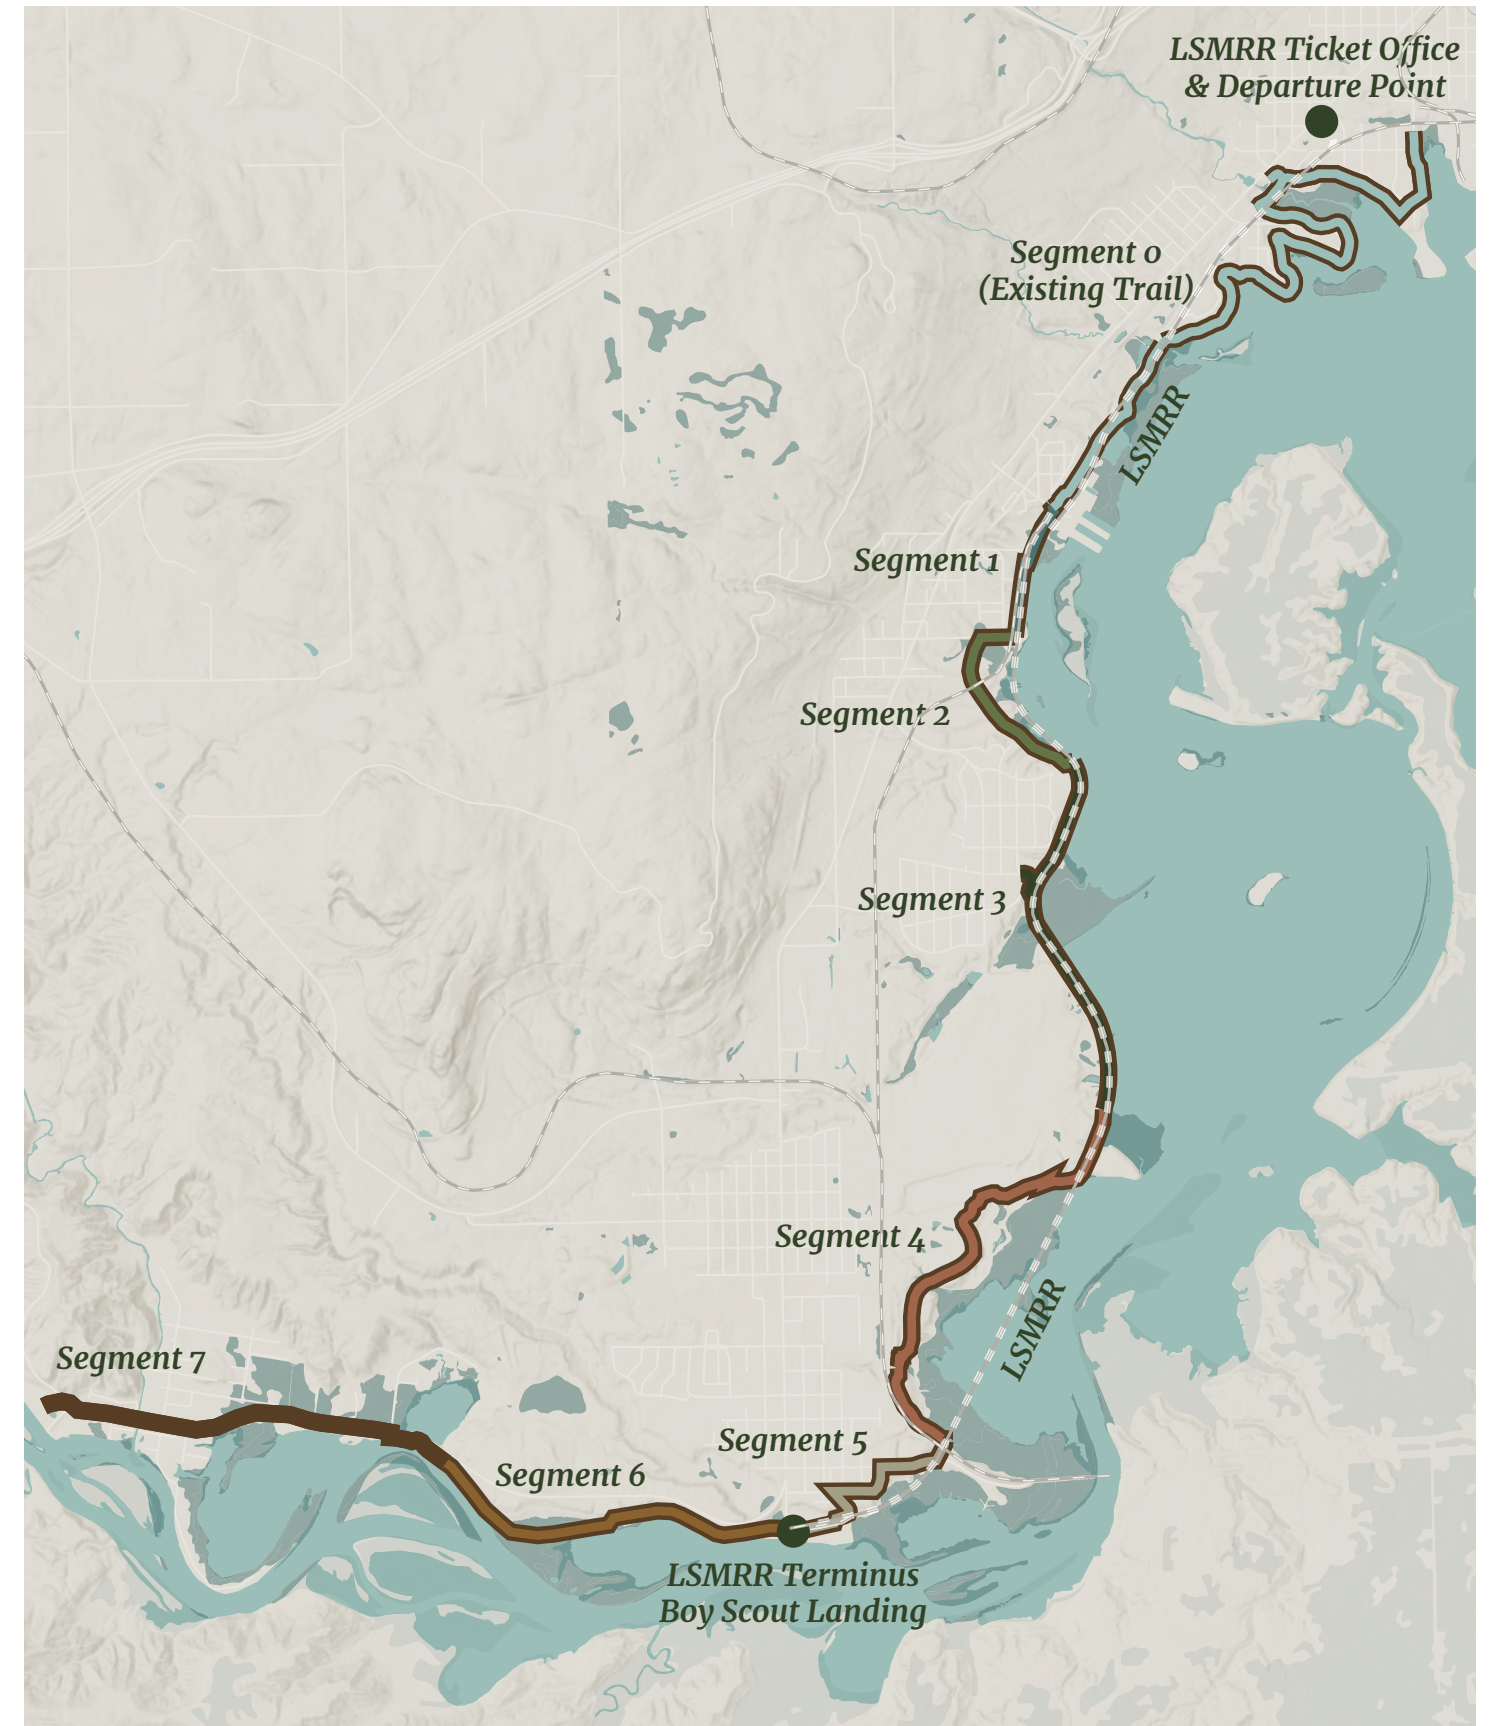 LSMRR Ticket Office
& Departure Point
Segment 0
(Existing Trail)
LSMRR
Segment 1
Segment 2
Segment 3
Segment 4
LSMRR
Segment 7
Segment 5
Segment 6
LSMRR Terminus
Boy Scout Landing